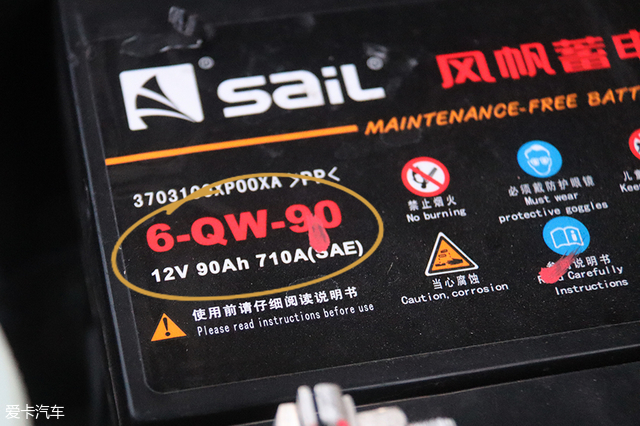 SAIL
风帆蓄电
MAINTENANCE-FREE BATT
>PP<
6-QW-90
12V 90Ah 710A(SAE)
使用前请仔细阅读说明书
Please read instructions before use
禁止烟火
No burning
必须戴防护眼镜
Must wear
protective goggles
当心腐蚀
Caution,corrosion
说明书
Carefully
Instructions
爱卡汽车